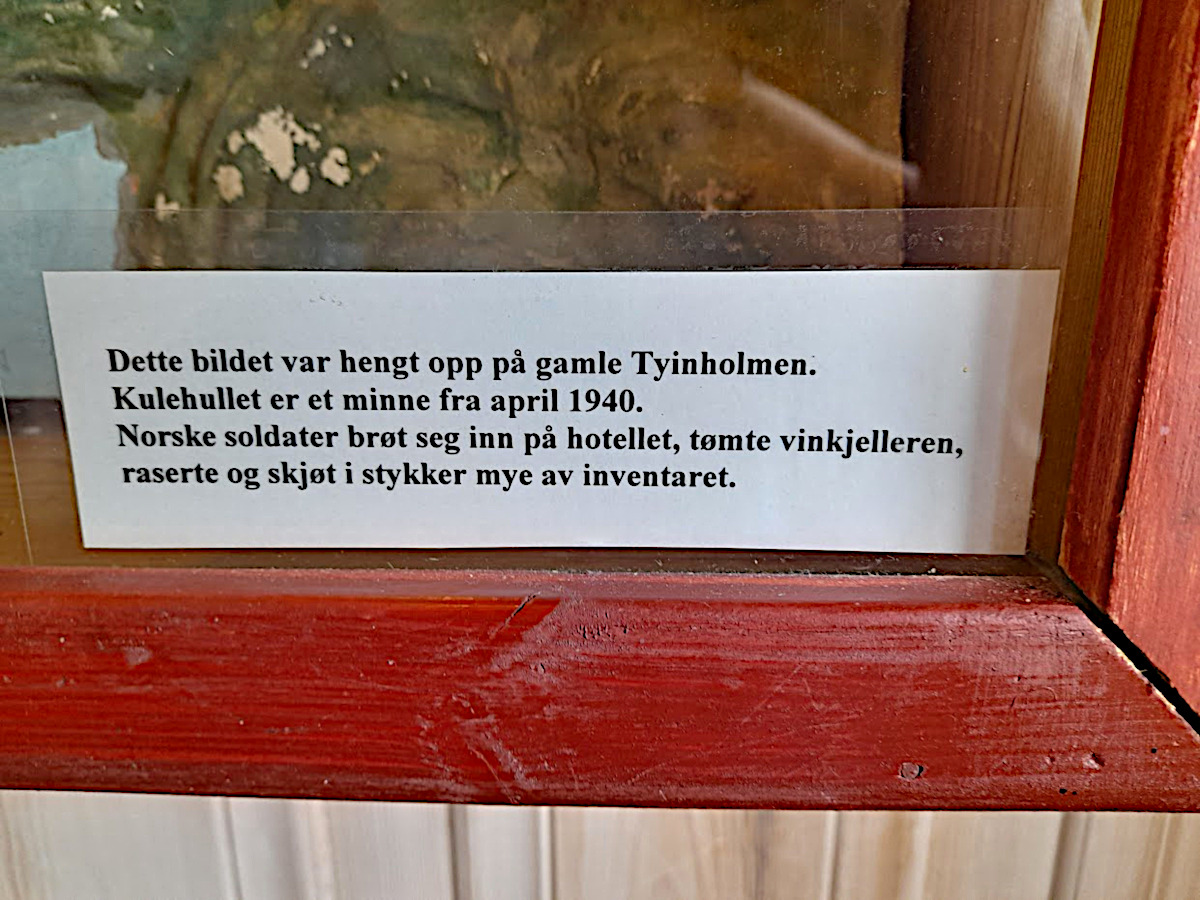 Dette bildet var hengt opp på gamle Tyinholmen.
Kulehullet er et minne fra april 1940.
Norske soldater brøt seg inn på hotellet, tømte vinkjelleren,
raserte og skjøt i stykker mye av inventaret.